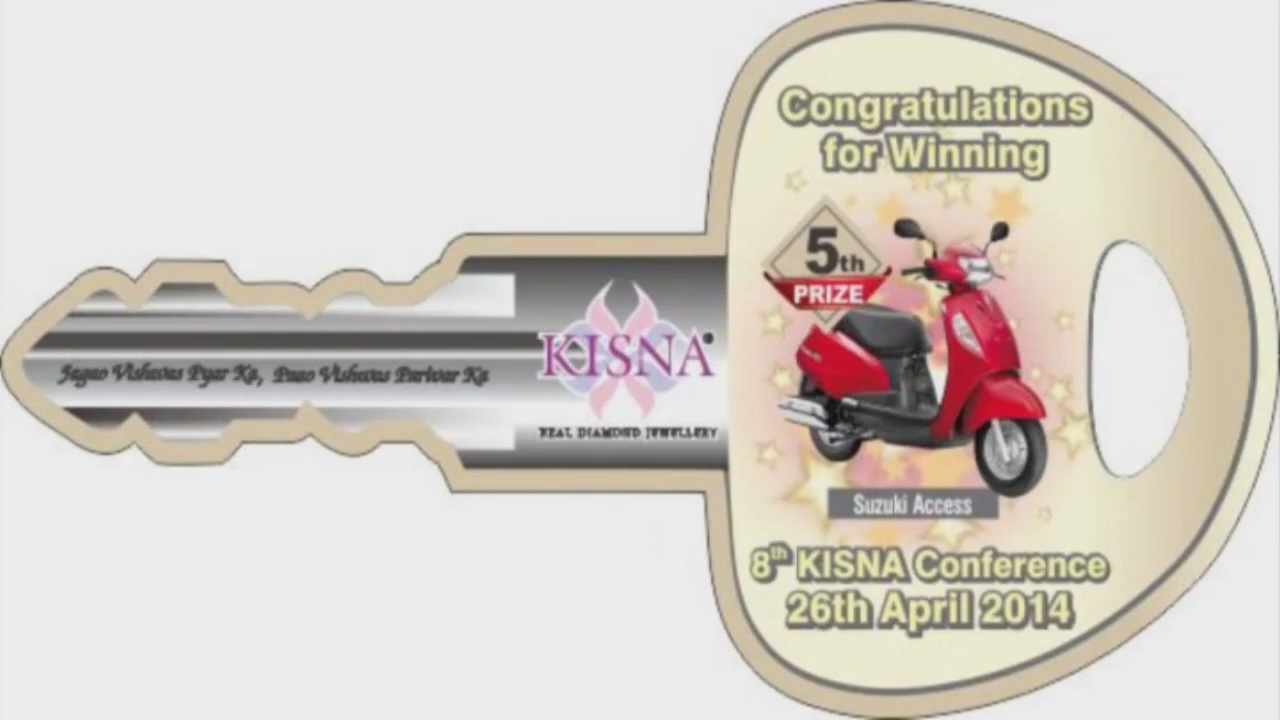 Congratulations
for Winning
5th
PRIZE
KISNA
Jagao Vishwas Pyar Ka, Paao Vishwas Parivar Ka
REAL DIAMOND JEWELLERY
Suzuki Access
8th KISNA Conference
26th April 2014